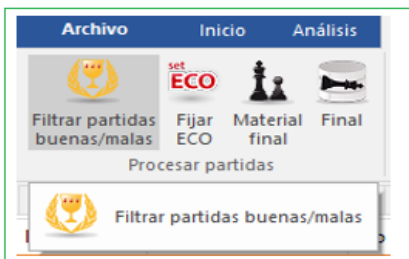 Archivo Inicio Análisis
set
ECO
Filtrar partidas Fijar Material Final
buenas/malas ECO final
Procesar partidas
Filtrar partidas buenas/malas